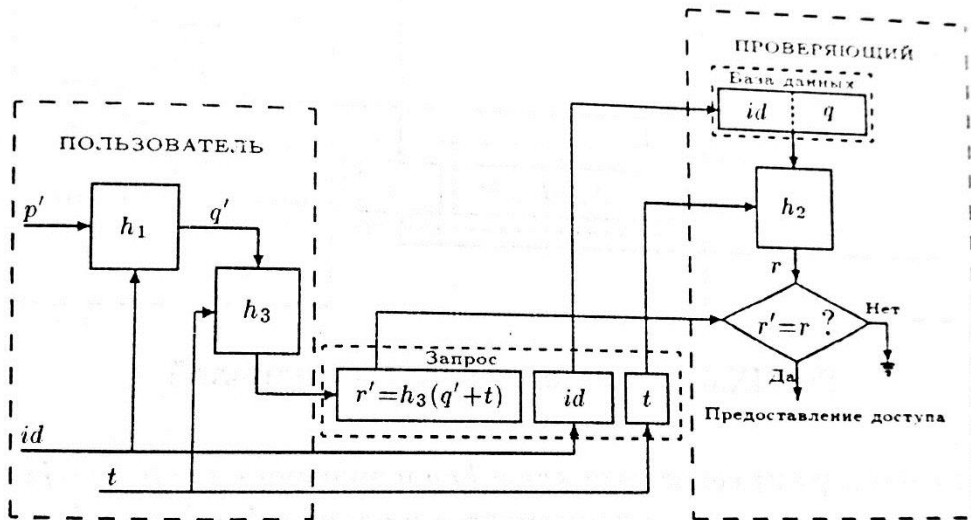 ПОЛЬЗОВАТЕЛЬ
p'
h₁
q'
h₃
id
t
Запрос
r'=h₃(q'+t)
id
t
ПРОВЕРЯЮЩИЙ
База данных
id
q
h₂
r
r'=r ?
Нет
Да
Предоставление доступа